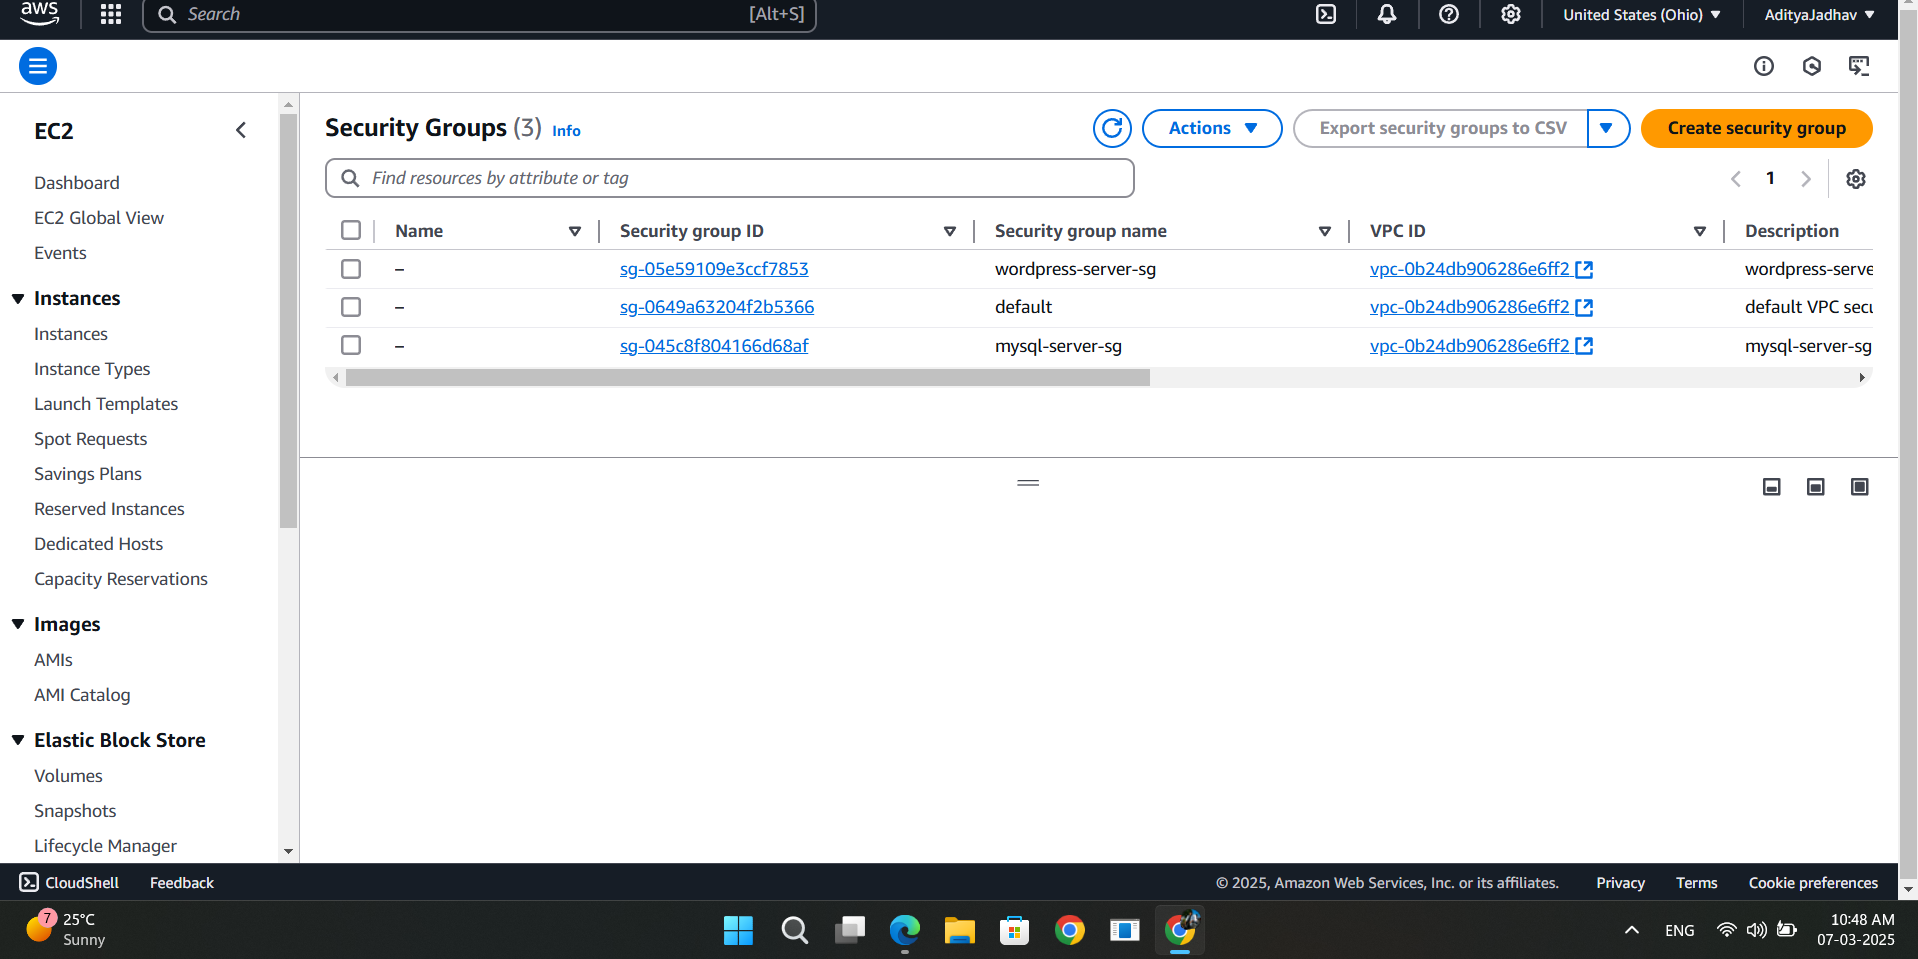 aws
Search [Alt+S]
United States (Ohio)
AdityaJadhav
EC2
Dashboard
EC2 Global View
Events
Instances
Instances
Instance Types
Launch Templates
Spot Requests
Savings Plans
Reserved Instances
Dedicated Hosts
Capacity Reservations
Images
AMIs
AMI Catalog
Elastic Block Store
Volumes
Snapshots
Lifecycle Manager
Security Groups (3) Info
Actions
Export security groups to CSV
Create security group
Find resources by attribute or tag
1
Name Security group ID Security group name VPC ID Description
– sg-05e59109e3ccf7853 wordpress-server-sg vpc-0b24db906286e6ff2 wordpress-serve
– sg-0649a63204f2b5366 default vpc-0b24db906286e6ff2 default VPC secu
– sg-045c8f804166d68af mysql-server-sg vpc-0b24db906286e6ff2 mysql-server-sg
CloudShell Feedback © 2025, Amazon Web Services, Inc. or its affiliates. Privacy Terms Cookie preferences
7
25°C
Sunny
ENG
10:48 AM
07-03-2025